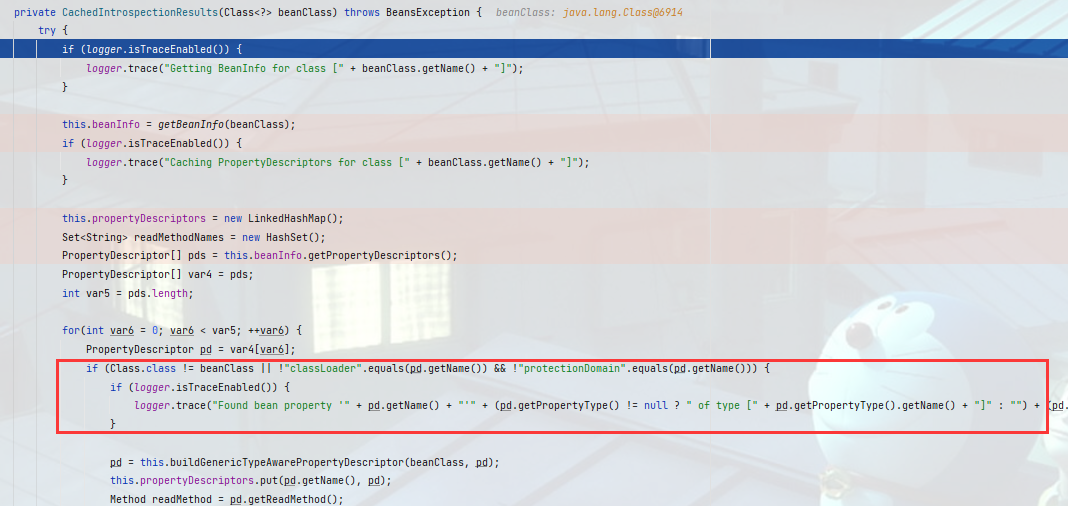 private CachedIntrospectionResults(Class<?> beanClass) throws BeansException {   beanClass: java.lang.Class@6914
try {
if (logger.isTraceEnabled()) {
logger.trace("Getting BeanInfo for class [" + beanClass.getName() + "]");
}
this.beanInfo = getBeanInfo(beanClass);
if (logger.isTraceEnabled()) {
logger.trace("Caching PropertyDescriptors for class [" + beanClass.getName() + "]");
}
this.propertyDescriptors = new LinkedHashMap();
Set<String> readMethodNames = new HashSet();
PropertyDescriptor[] pds = this.beanInfo.getPropertyDescriptors();
PropertyDescriptor[] var4 = pds;
int var5 = pds.length;
for(int var6 = 0; var6 < var5; ++var6) {
PropertyDescriptor pd = var4[var6];
if (Class.class != beanClass || !"classLoader".equals(pd.getName()) && !"protectionDomain".equals(pd.getName())) {
if (logger.isTraceEnabled()) {
logger.trace("Found bean property '" + pd.getName() + "'" + (pd.getPropertyType() != null ? " of type [" + pd.getPropertyType().getName() + "]" : "") + (pd.
}
pd = this.buildGenericTypeAwarePropertyDescriptor(beanClass, pd);
this.propertyDescriptors.put(pd.getName(), pd);
Method readMethod = pd.getReadMethod();